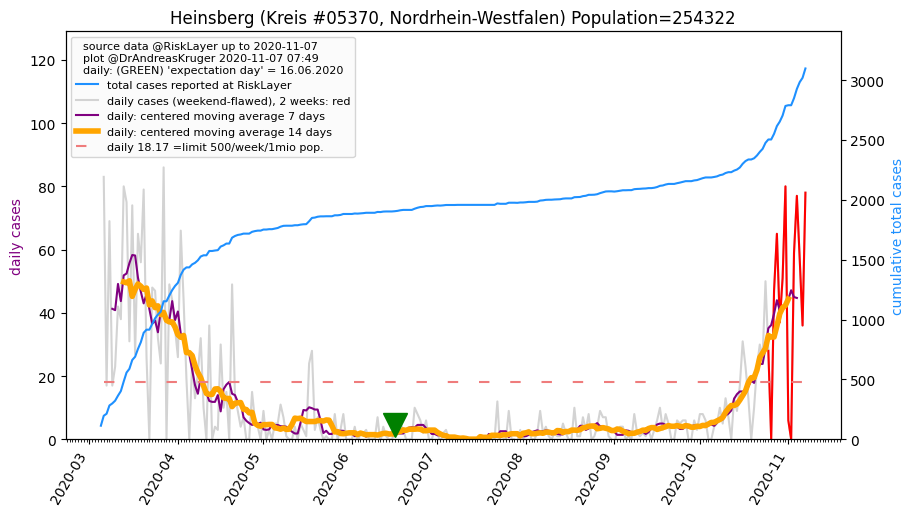 Heinsberg (Kreis #05370, Nordrhein-Westfalen) Population=254322
source data @RiskLayer up to 2020-11-07
plot @DrAndreasKruger 2020-11-07 07:49
daily: (GREEN) 'expectation day' = 16.06.2020
total cases reported at RiskLayer
daily cases (weekend-flawed), 2 weeks: red
daily: centered moving average 7 days
daily: centered moving average 14 days
daily 18.17 =limit 500/week/1mio pop.
daily cases
120
100
80
60
40
20
0
cumulative total cases
3000
2500
2000
1500
1000
500
0
2020-03
2020-04
2020-05
2020-06
2020-07
2020-08
2020-09
2020-10
2020-11